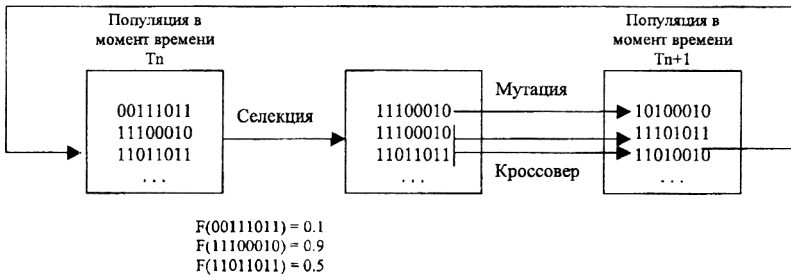 Популяция в
момент времени
Tn
00111011
11100010
11011011
...
Селекция
11100010
11100010
11011011
...
Мутация
Кроссовер
Популяция в
момент времени
Tn+1
10100010
11101011
11010010
...
F(00111011) = 0.1
F(11100010) = 0.9
F(11011011) = 0.5